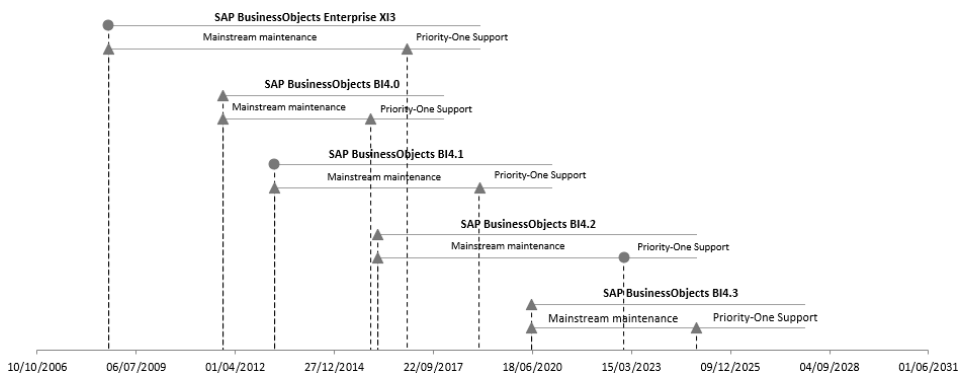 SAP BusinessObjects Enterprise XI3
Mainstream maintenance Priority-One Support
SAP BusinessObjects BI4.0
Mainstream maintenance Priority-One Support
SAP BusinessObjects BI4.1
Mainstream maintenance Priority-One Support
SAP BusinessObjects BI4.2
Mainstream maintenance Priority-One Support
SAP BusinessObjects BI4.3
Mainstream maintenance Priority-One Support
10/10/2006 06/07/2009 01/04/2012 27/12/2014 22/09/2017 18/06/2020 15/03/2023 09/12/2025 04/09/2028 01/06/2031